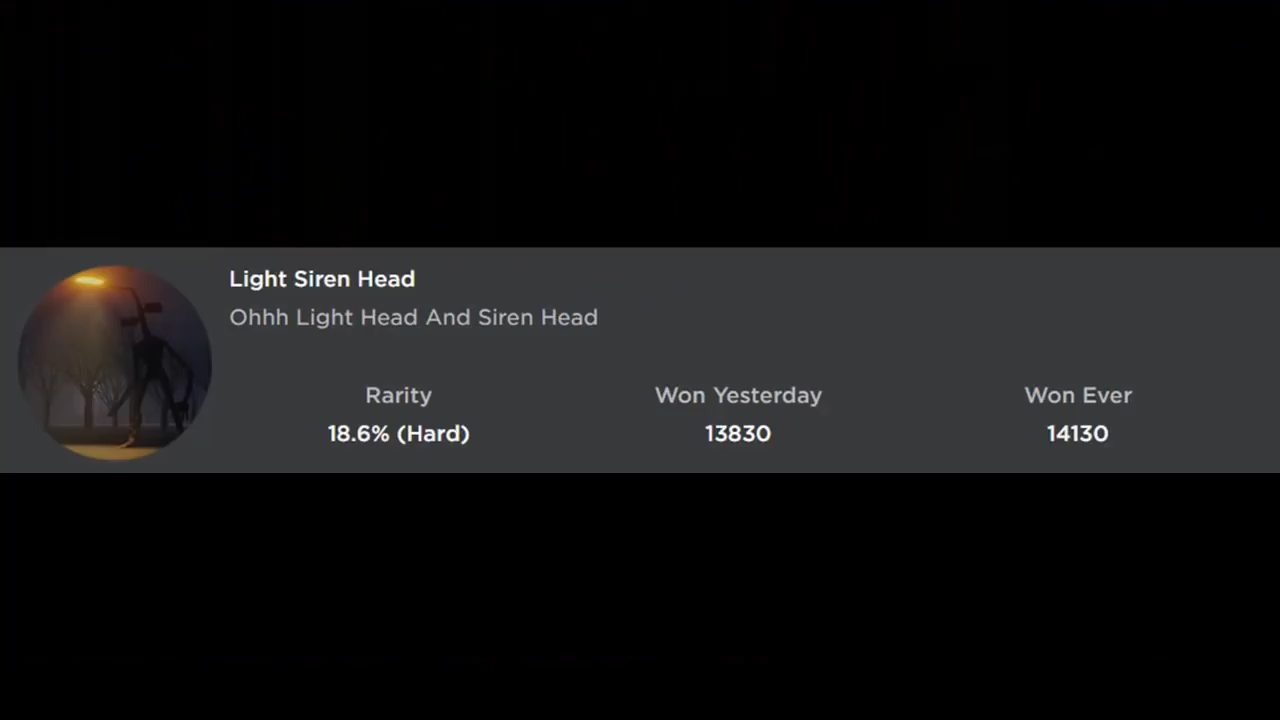 Light Siren Head
Ohhh Light Head And Siren Head
Rarity Won Yesterday Won Ever
18.6% (Hard) 13830 14130